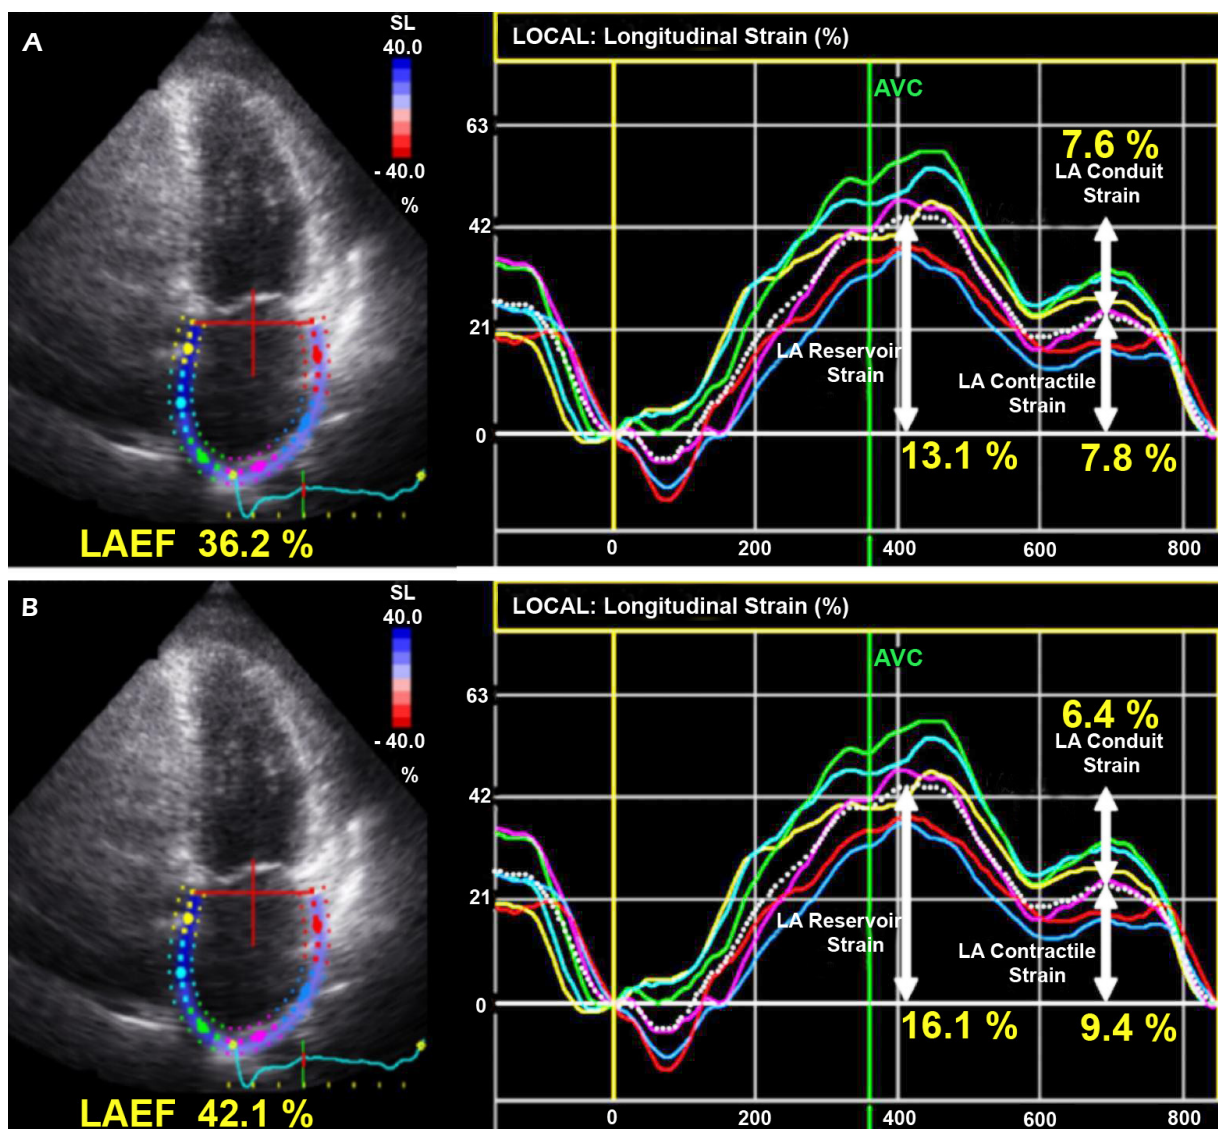 A
SL
40.0
- 40.0
%
LAEF 36.2 %
LOCAL: Longitudinal Strain (%)
AVC
63
42
21
0
7.6 %
LA Conduit
Strain
LA Reservoir
Strain
LA Contractile
Strain
13.1 %
7.8 %
0
200
400
600
800
B
SL
40.0
- 40.0
%
LAEF 42.1 %
LOCAL: Longitudinal Strain (%)
AVC
63
42
21
0
6.4 %
LA Conduit
Strain
LA Reservoir
Strain
LA Contractile
Strain
16.1 %
9.4 %
0
200
400
600
800